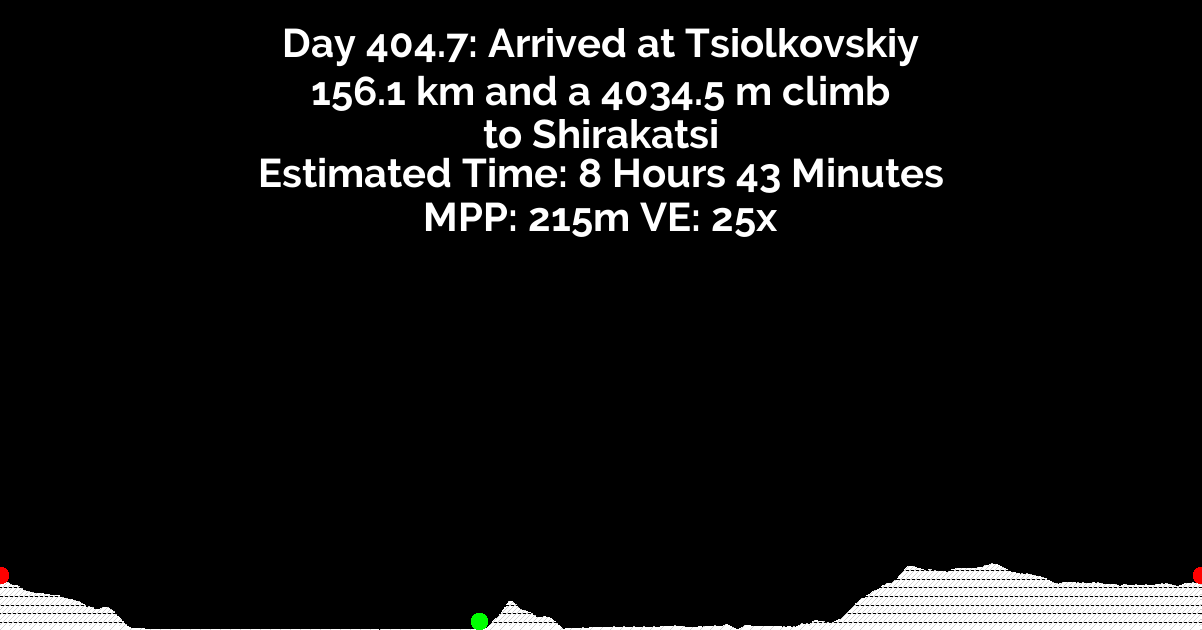 Day 404.7: Arrived at Tsiolkovskiy
156.1 km and a 4034.5 m climb
to Shirakatsi
Estimated Time: 8 Hours 43 Minutes
MPP: 215m VE: 25x